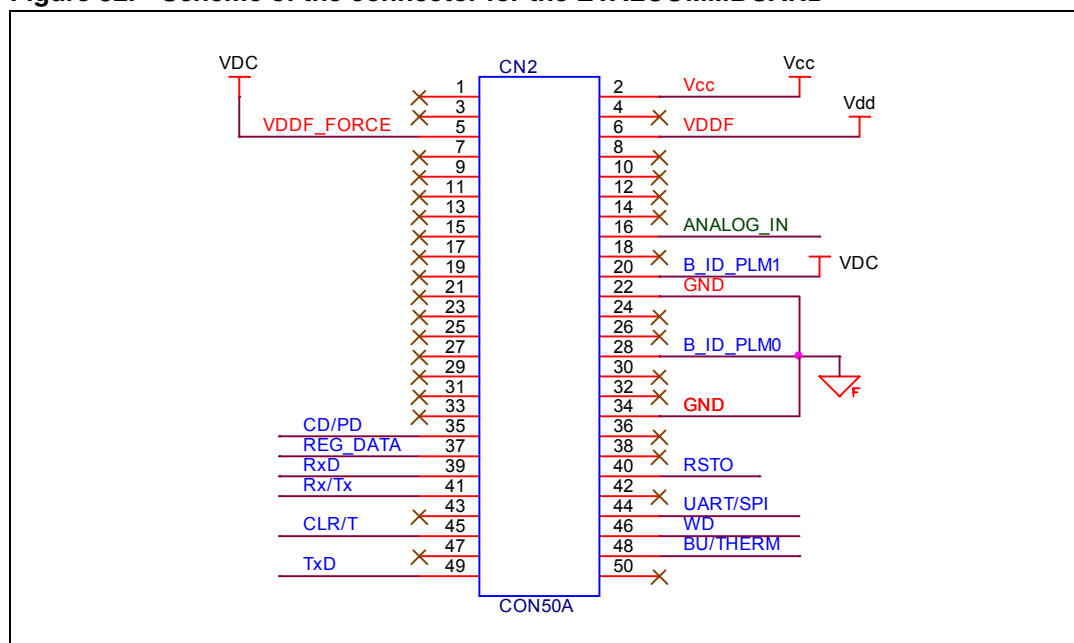 Scheme of the connector for the
VDC CN2 Vcc
1 2 Vcc
3 4 Vdd
VDDF_FORCE 5 6 VDDF
7 8
9 10
11 12
13 14
15 16 ANALOG_IN
17 18
19 20 B_ID_PLM1 VDC
21 22 GND
23 24
25 26
27 28 B_ID_PLM0
29 30
31 32 F
33 34 GND
CD/PD 35 36
REG_DATA 37 38
RxD 39 40 RSTO
Rx/Tx 41 42
43 44 UART/SPI
CLR/T 45 46 WD
47 48 BU/THERM
TxD 49 50
CON50A